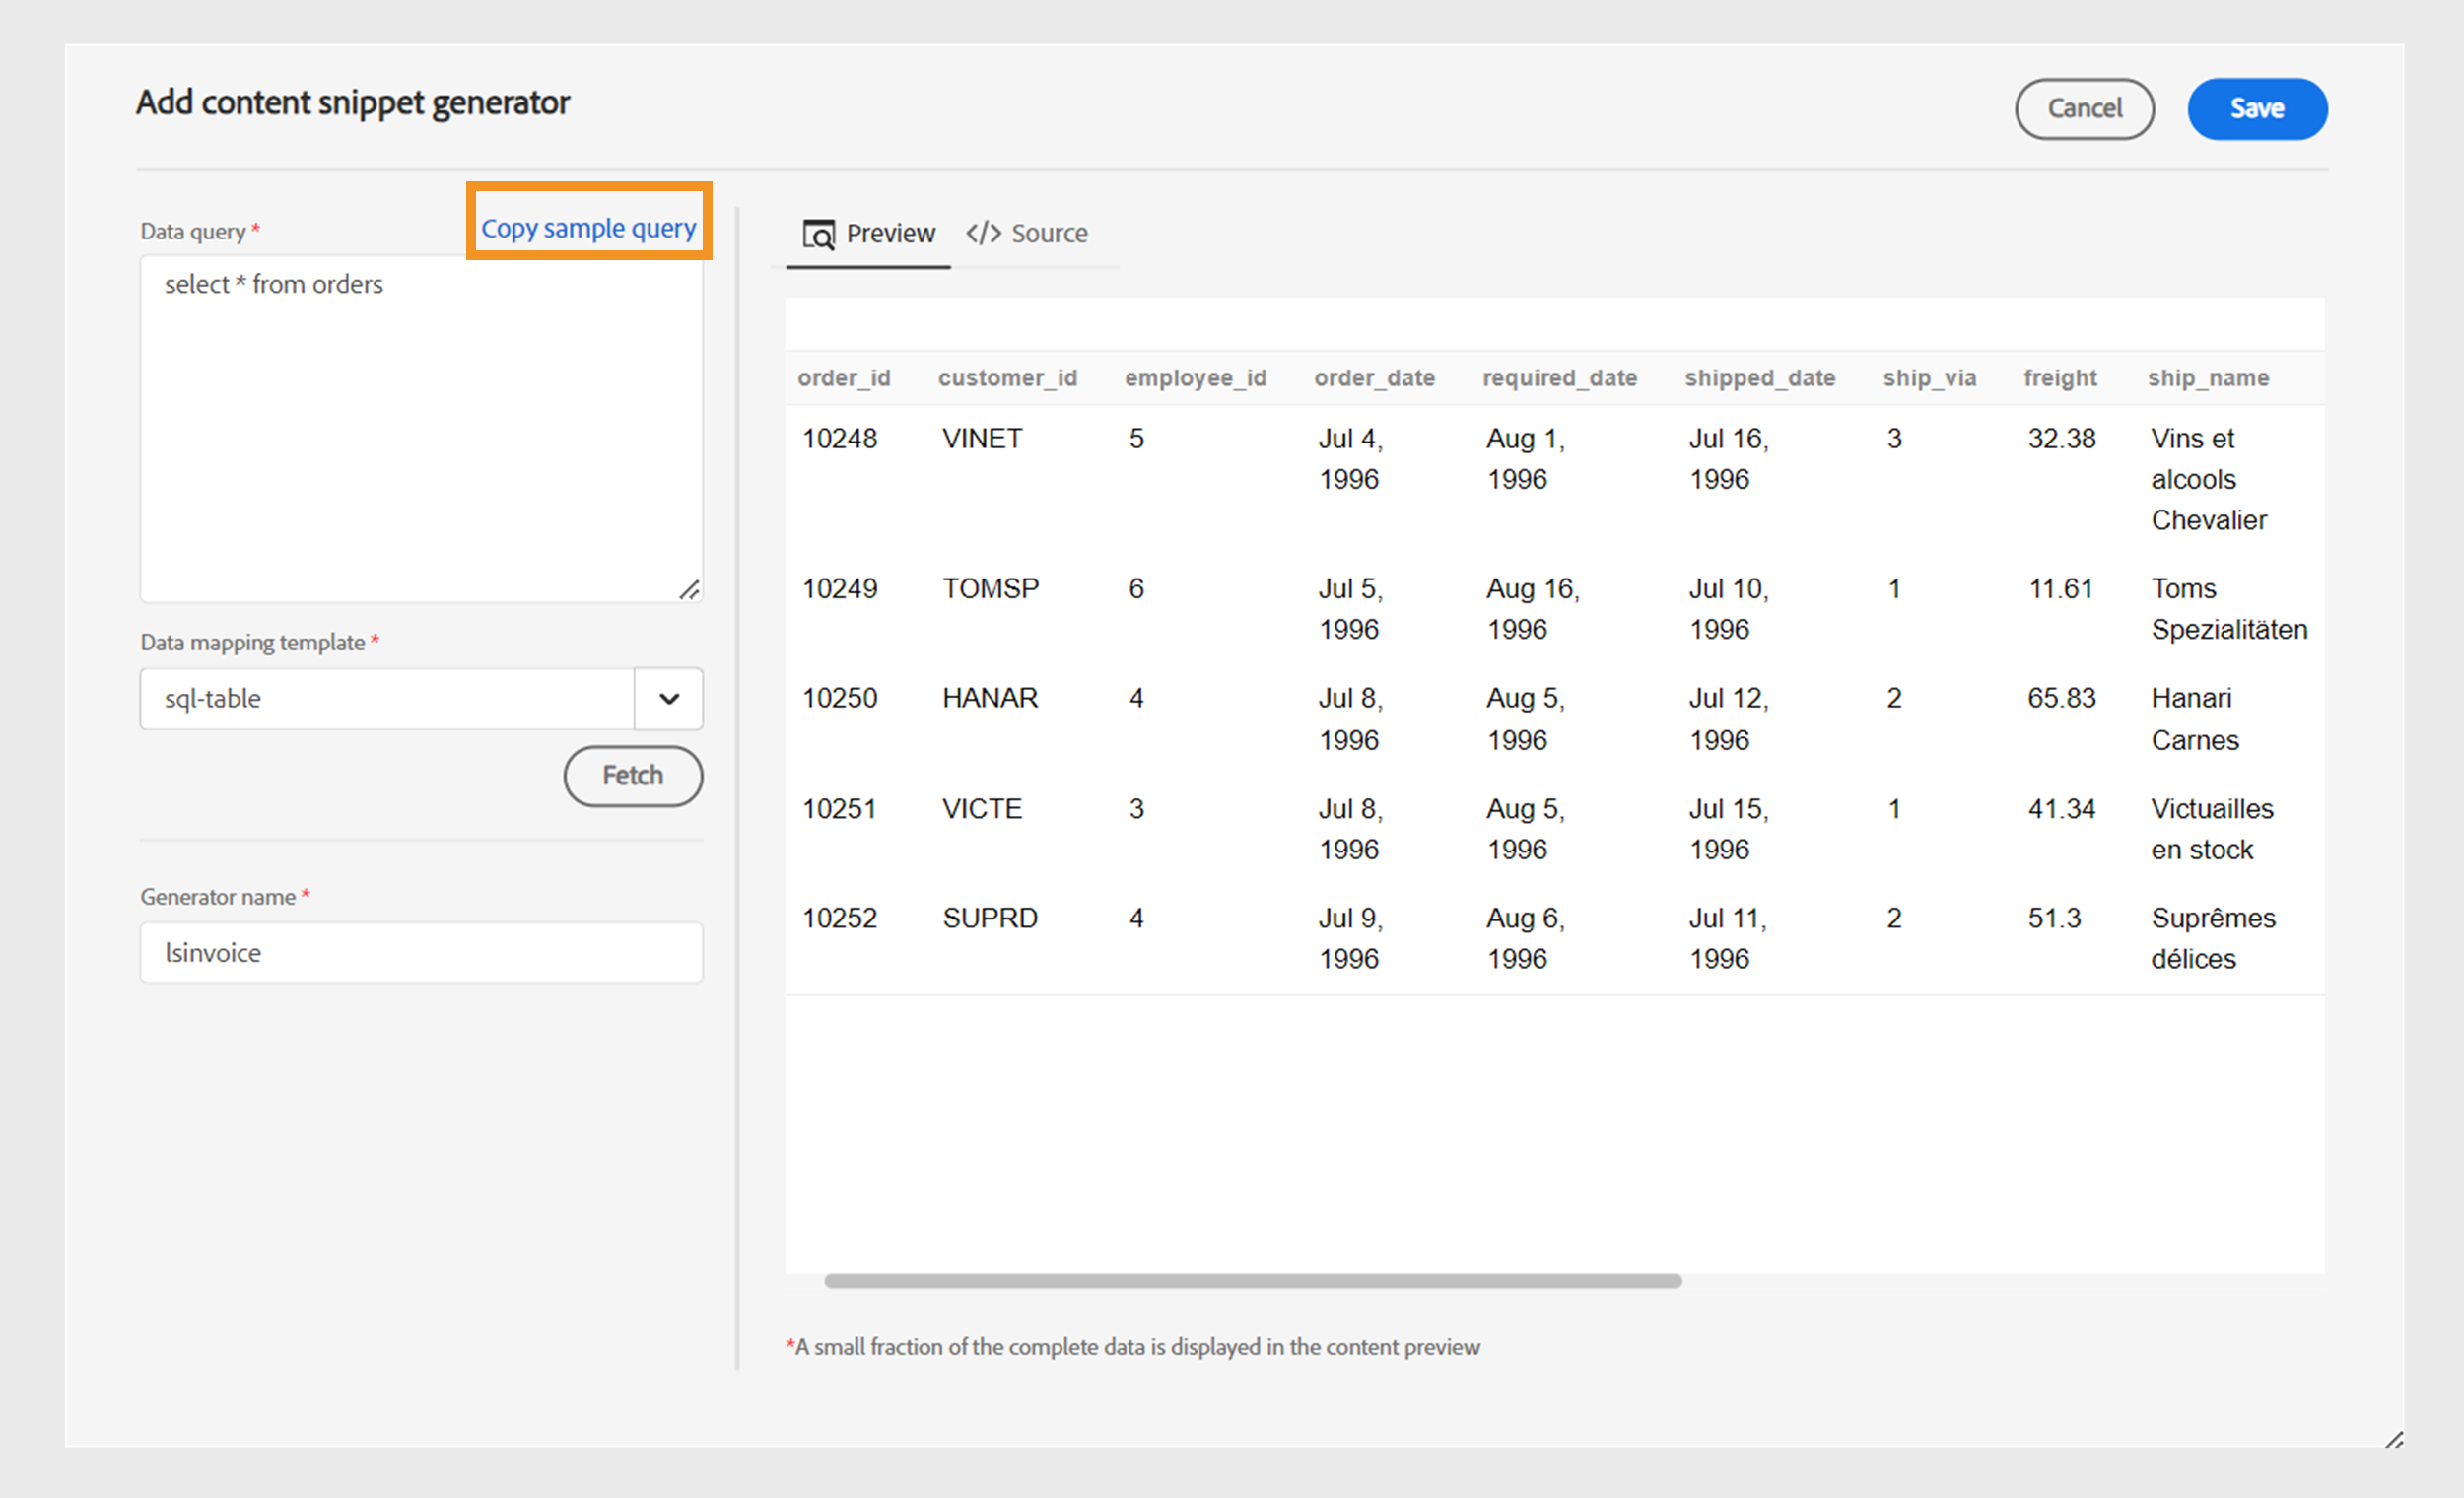 Add content snippet generator
Cancel
Save
Data query *
Copy sample query
select * from orders
Data mapping template *
sql-table
Fetch
Generator name *
lsinvoice
Preview
</> Source
order_id customer_id employee_id order_date required_date shipped_date ship_via freight ship_name
10248 VINET 5 Jul 4, Aug 1, Jul 16, 3 32.38 Vins et
1996 1996 1996 alcools
Chevalier
10249 TOMSP 6 Jul 5, Aug 16, Jul 10, 1 11.61 Toms
1996 1996 1996 Spezialitäten
10250 HANAR 4 Jul 8, Aug 5, Jul 12, 2 65.83 Hanari
1996 1996 1996 Carnes
10251 VICTE 3 Jul 8, Aug 5, Jul 15, 1 41.34 Victuailles
1996 1996 1996 en stock
10252 SUPRD 4 Jul 9, Aug 6, Jul 11, 2 51.3 Suprêmes
1996 1996 1996 délices
*A small fraction of the complete data is displayed in the content preview